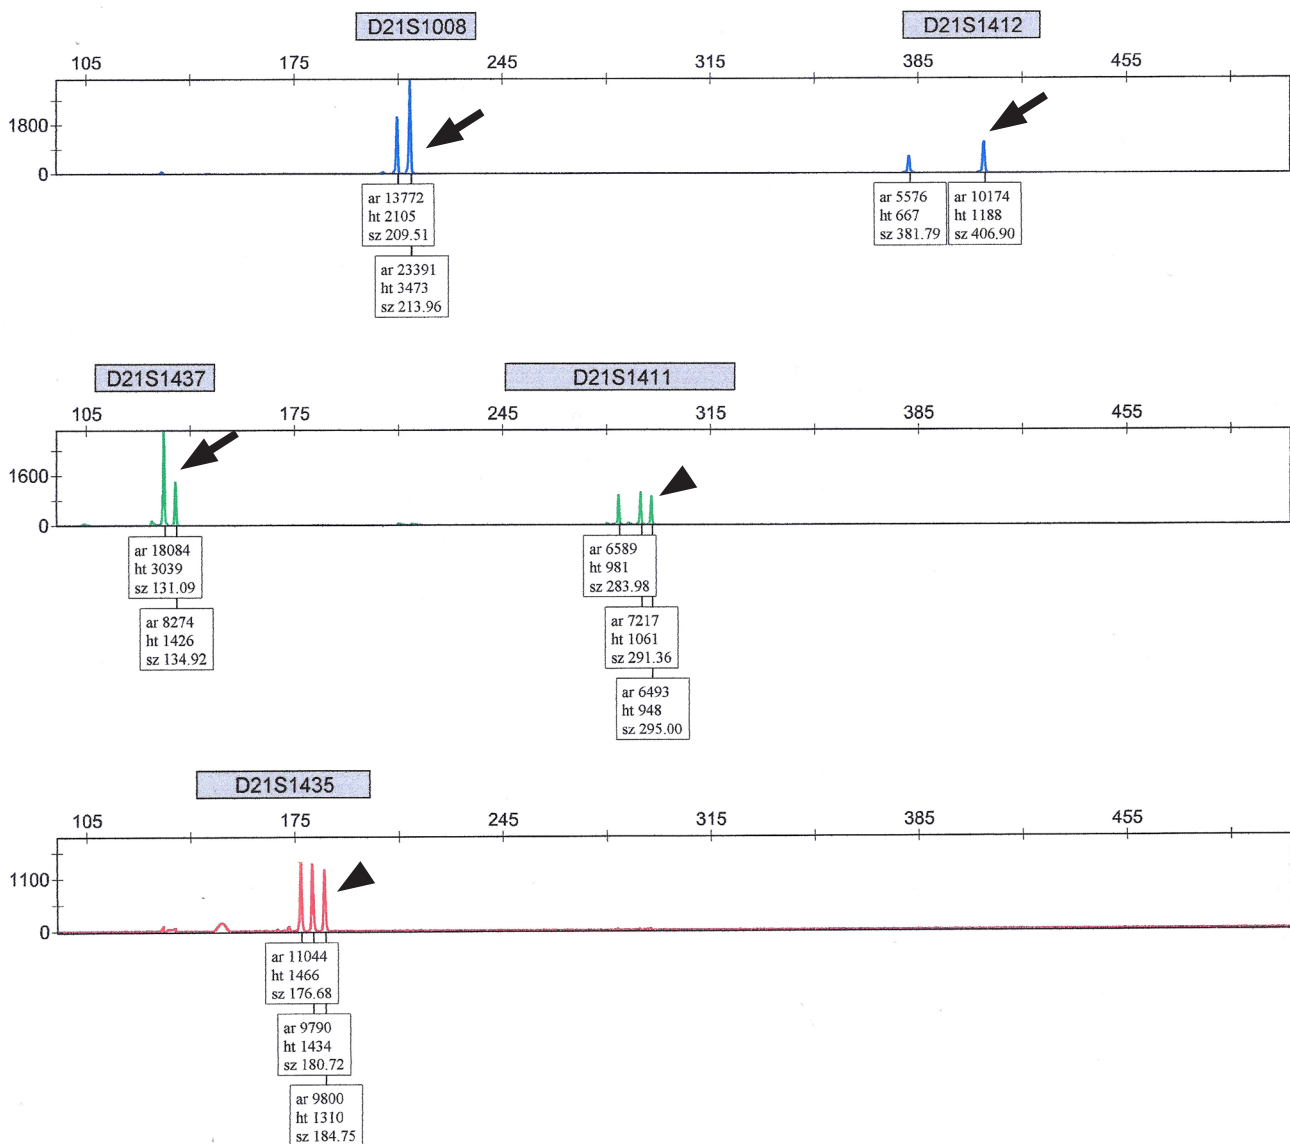 D21S1008 D21S1412
105 175 245 315 385 455
1800
0
ar 13772
ht 2105
sz 209.51
ar 23391
ht 3473
sz 213.96
ar 5576
ht 667
sz 381.79
ar 10174
ht 1188
sz 406.90
D21S1437 D21S1411
105 175 245 315 385 455
1600
0
ar 18084
ht 3039
sz 131.09
ar 8274
ht 1426
sz 134.92
ar 6589
ht 981
sz 283.98
ar 7217
ht 1061
sz 291.36
ar 6493
ht 948
sz 295.00
D21S1435
105 175 245 315 385 455
1100
0
ar 11044
ht 1466
sz 176.68
ar 9790
ht 1434
sz 180.72
ar 9800
ht 1310
sz 184.75